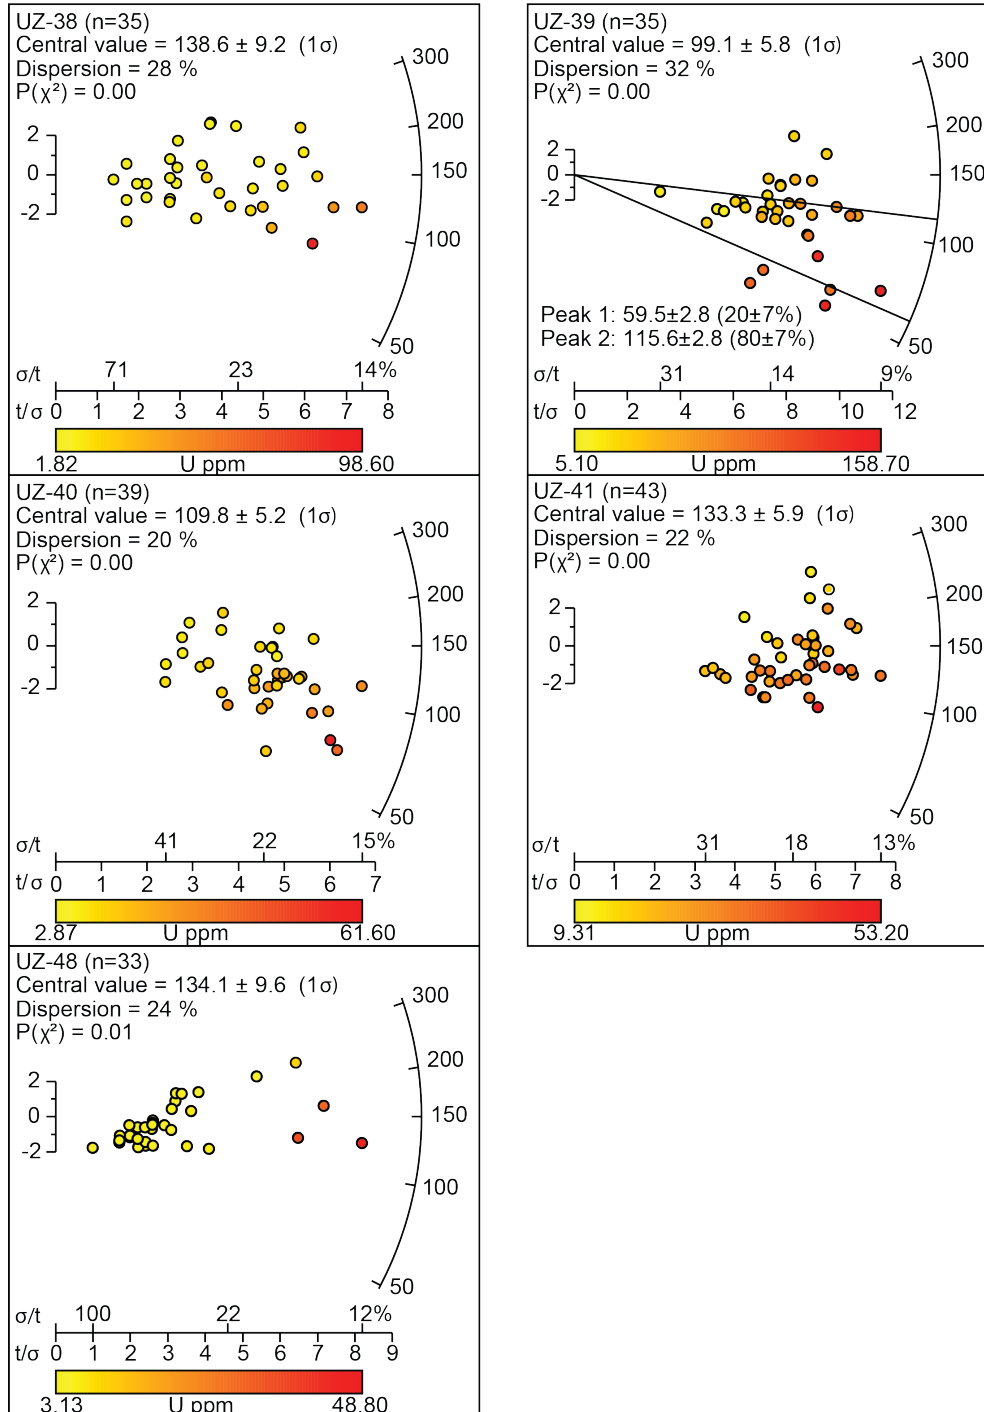 UZ-38 (n=35)
Central value = 138.6 ± 9.2 (1σ)
Dispersion = 28 %
P(χ²) = 0.00
300
200
150
100
50
2
0
-2
σ/t 71 23 14%
t/σ 0 1 2 3 4 5 6 7 8
1.82 U ppm 98.60
UZ-39 (n=35)
Central value = 99.1 ± 5.8 (1σ)
Dispersion = 32 %
P(χ²) = 0.00
300
200
150
100
50
2
0
-2
Peak 1: 59.5±2.8 (20±7%)
Peak 2: 115.6±2.8 (80±7%)
σ/t 31 14 9%
t/σ 0 2 4 6 8 10 12
5.10 U ppm 158.70
UZ-40 (n=39)
Central value = 109.8 ± 5.2 (1σ)
Dispersion = 20 %
P(χ²) = 0.00
300
200
150
100
50
2
0
-2
σ/t 41 22 15%
t/σ 0 1 2 3 4 5 6 7
2.87 U ppm 61.60
UZ-41 (n=43)
Central value = 133.3 ± 5.9 (1σ)
Dispersion = 22 %
P(χ²) = 0.00
300
200
150
100
50
2
0
-2
σ/t 31 18 13%
t/σ 0 1 2 3 4 5 6 7 8
9.31 U ppm 53.20
UZ-48 (n=33)
Central value = 134.1 ± 9.6 (1σ)
Dispersion = 24 %
P(χ²) = 0.01
300
200
150
100
50
2
0
-2
σ/t 100 22 12%
t/σ 0 1 2 3 4 5 6 7 8 9
3.13 U ppm 48.80